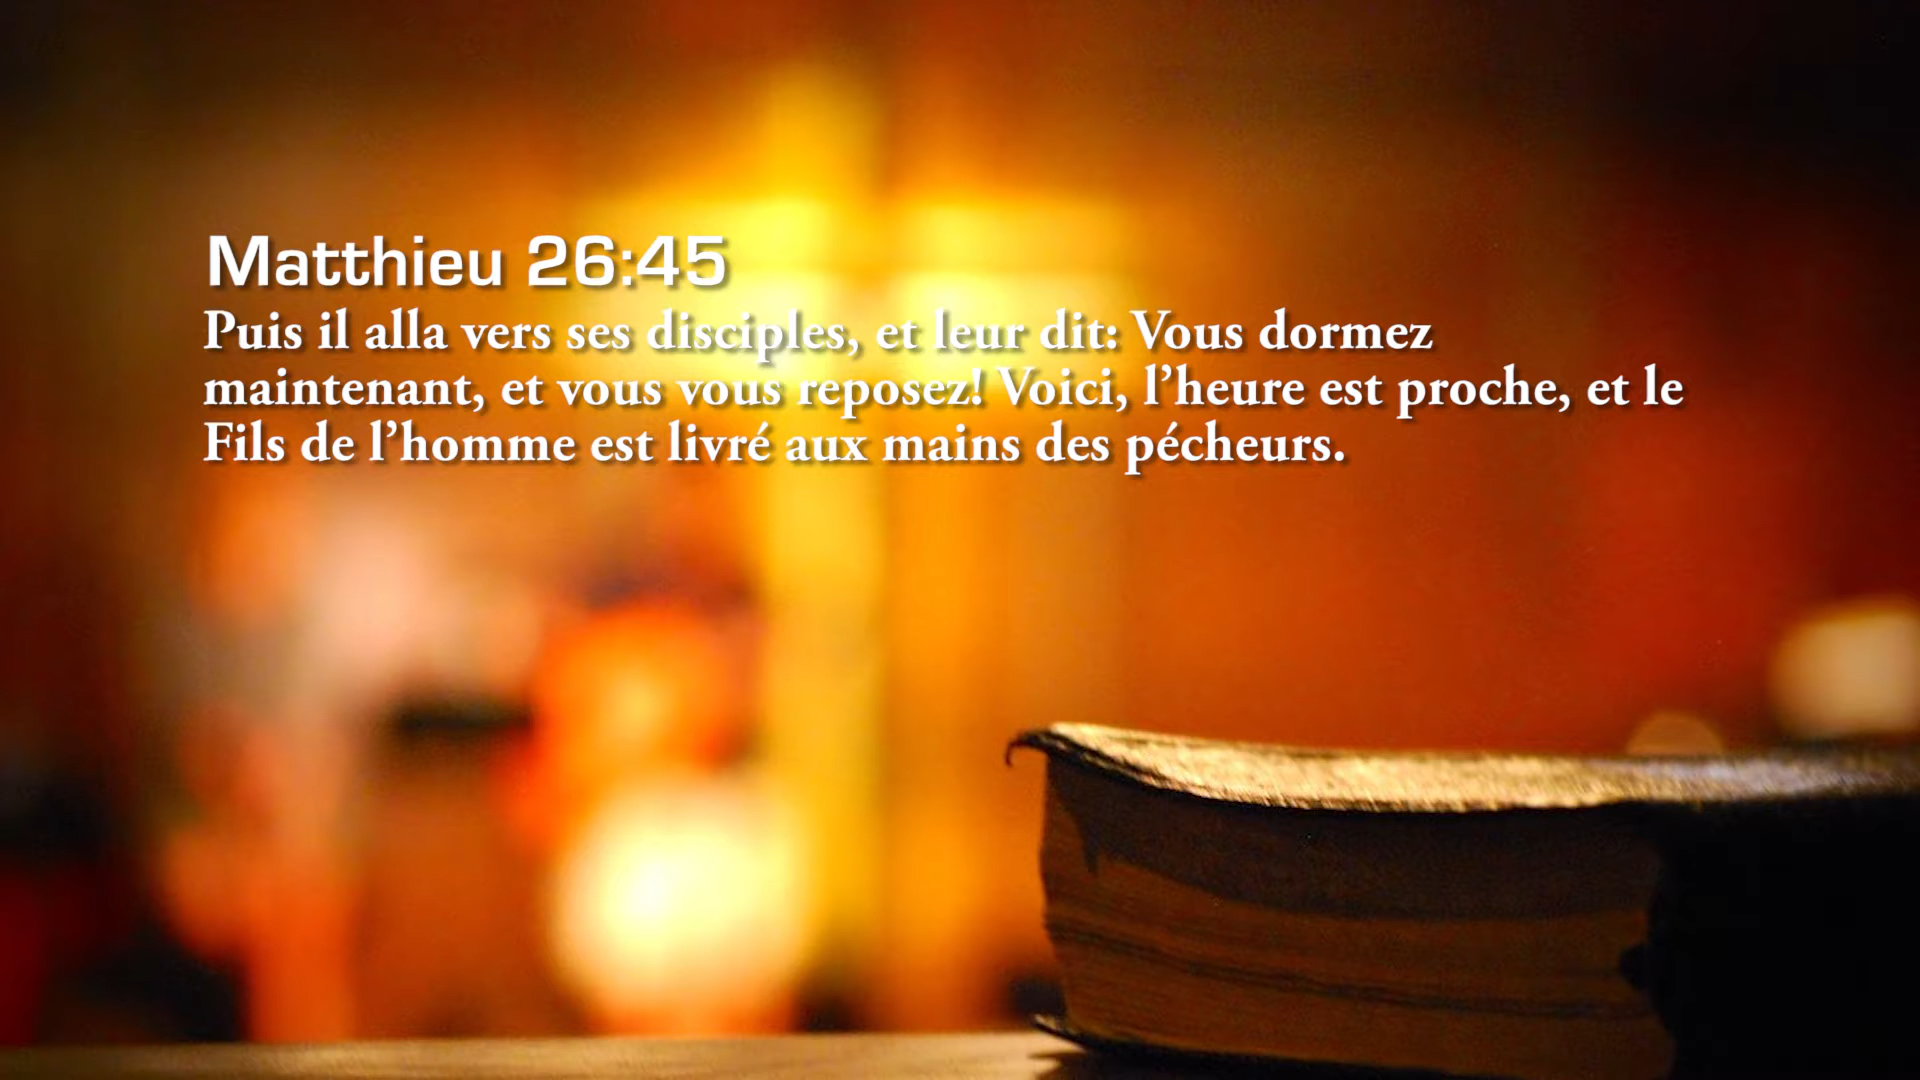 Matthieu 26:45
Puis il alla vers ses disciples, et leur dit: Vous dormez
maintenant, et vous vous reposez! Voici, l’heure est proche, et le
Fils de l’homme est livré aux mains des pécheurs.